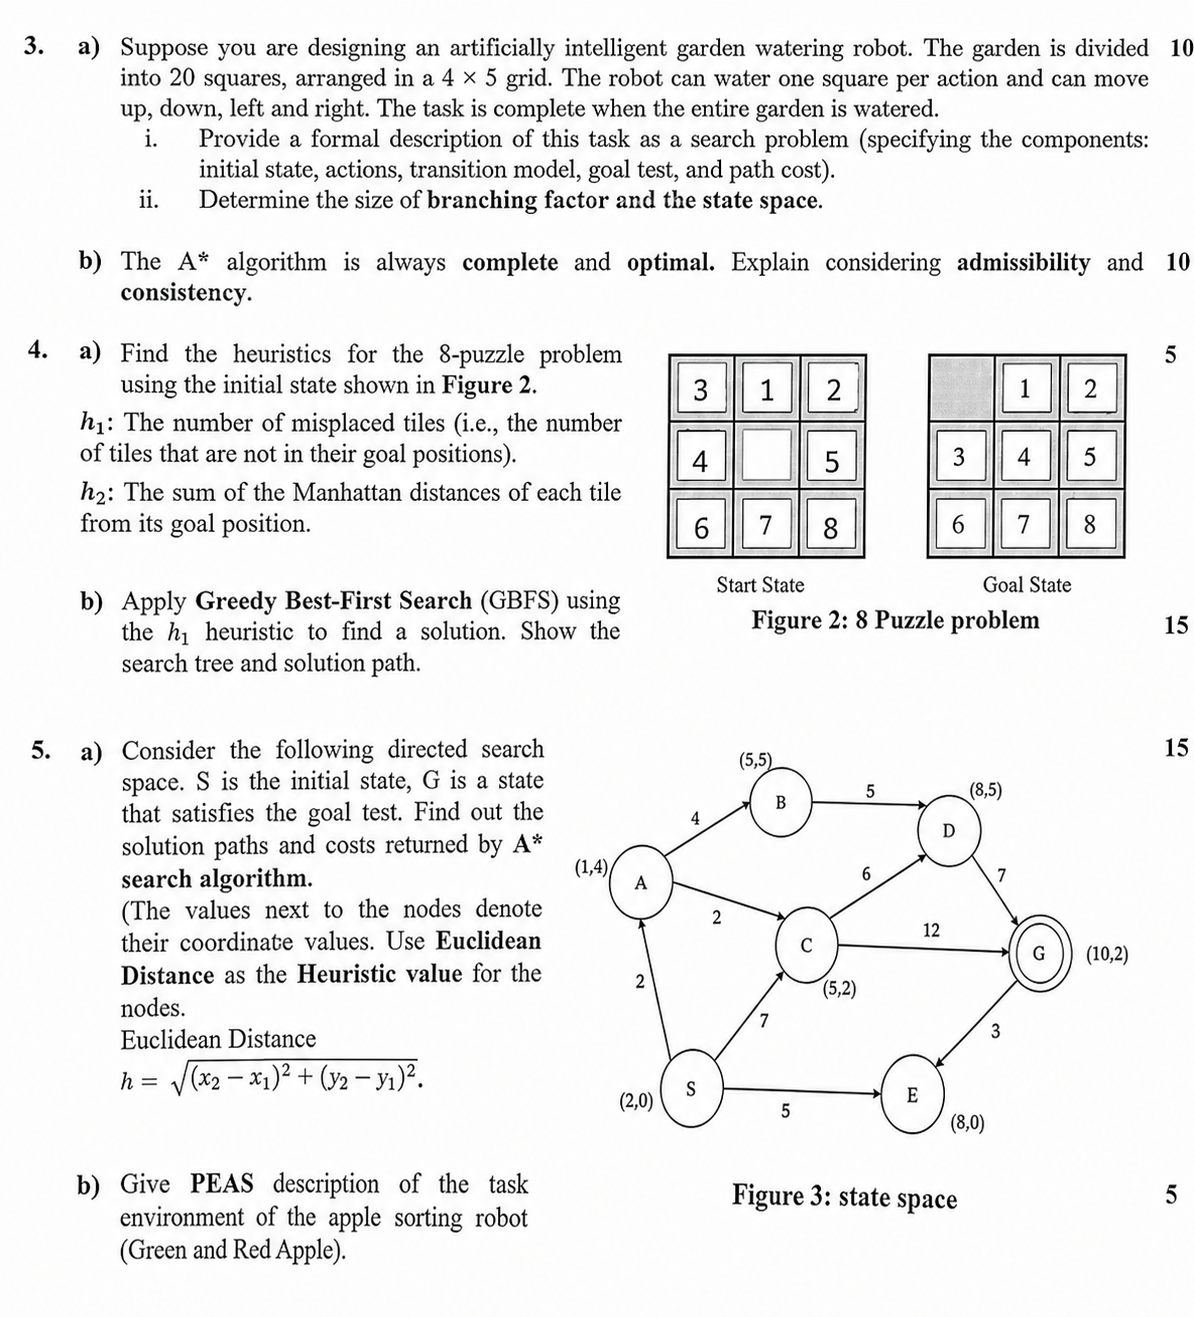 3. a) Suppose you are designing an artificially intelligent garden watering robot. The garden is divided 10
into 20 squares, arranged in a 4 × 5 grid. The robot can water one square per action and can move
up, down, left and right. The task is complete when the entire garden is watered.
i. Provide a formal description of this task as a search problem (specifying the components:
initial state, actions, transition model, goal test, and path cost).
ii. Determine the size of branching factor and the state space.
b) The A* algorithm is always complete and optimal. Explain considering admissibility and 10
consistency.
4. a) Find the heuristics for the 8-puzzle problem 5
using the initial state shown in Figure 2.
h₁: The number of misplaced tiles (i.e., the number
of tiles that are not in their goal positions).
h₂: The sum of the Manhattan distances of each tile
from its goal position.
3 1 2
4 5
6 7 8
Start State
1 2
3 4 5
6 7 8
Goal State
Figure 2: 8 Puzzle problem
b) Apply Greedy Best-First Search (GBFS) using
the h₁ heuristic to find a solution. Show the 15
search tree and solution path.
5. a) Consider the following directed search 15
space. S is the initial state, G is a state
that satisfies the goal test. Find out the
solution paths and costs returned by A*
search algorithm.
(The values next to the nodes denote
their coordinate values. Use Euclidean
Distance as the Heuristic value for the
nodes.
Euclidean Distance
h = √(x₂ – x₁)² + (y₂ – y₁)².
(5,5)
B
5
(8,5)
4
D
(1,4)
A
6
7
2
12
C
G
(10,2)
2
(5,2)
7
3
S
E
(2,0)
5
(8,0)
Figure 3: state space
b) Give PEAS description of the task 5
environment of the apple sorting robot
(Green and Red Apple).